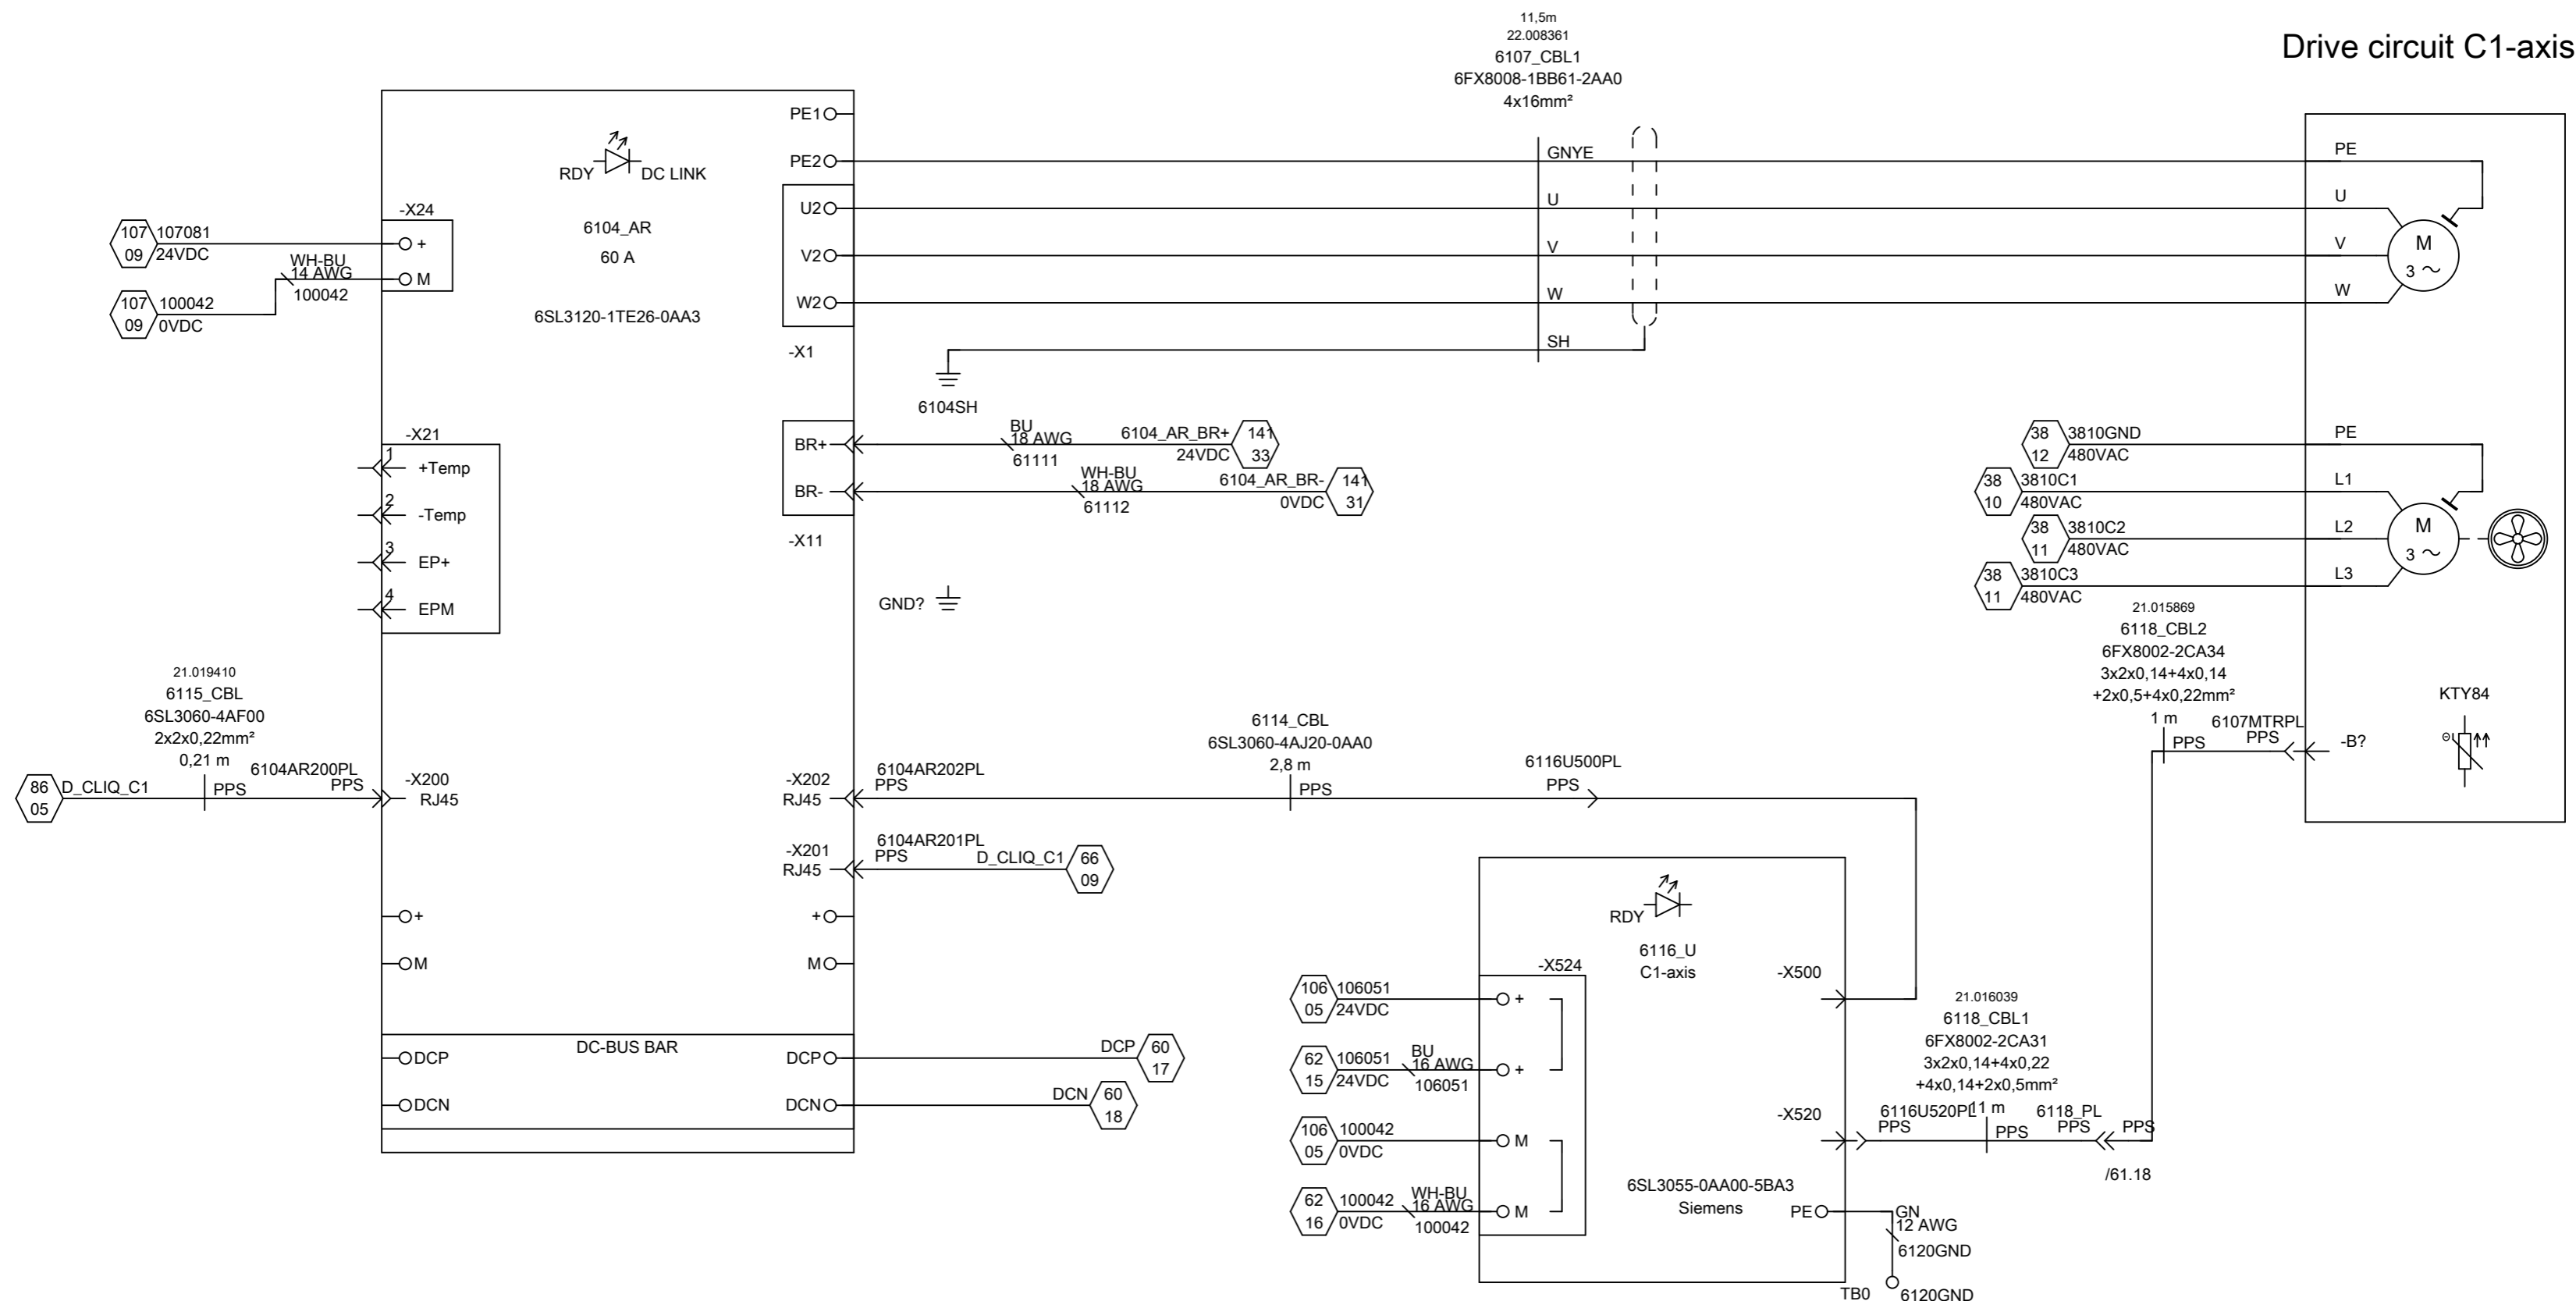 Drive circuit C1-axis
11,5m
22.008361
6107_CBL1
6FX8008-1BB61-2AA0
4x16mm²
PE1
PE2
GNYE
PE
RDY
DC LINK
U2
U
U
6104_AR
60 A
6SL3120-1TE26-0AA3
V2
V
V
M
3
W2
W
W
-X1
SH
6104SH
-X24
+
M
107
09
107081
24VDC
107
09
100042
0VDC
WH-BU
14 AWG
100042
-X21
1
+Temp
2
-Temp
3
EP+
4
EPM
BR+
BR-
-X11
BU
18 AWG
61111
6104_AR_BR+
24VDC
141
33
WH-BU
18 AWG
61112
6104_AR_BR-
0VDC
141
31
GND?
38
12
3810GND
480VAC
PE
38
10
3810C1
480VAC
L1
38
11
3810C2
480VAC
L2
38
11
3810C3
480VAC
L3
M
3
21.015869
6118_CBL2
6FX8002-2CA34
3x2x0,14+4x0,14
+2x0,5+4x0,22mm²
1 m
PPS
6107MTRPL
PPS
-B?
KTY84
21.019410
6115_CBL
6SL3060-4AF00
2x2x0,22mm²
0,21 m
86
05
D_CLIQ_C1
PPS
6104AR200PL
PPS
-X200
RJ45
-X202
RJ45
6104AR202PL
PPS
6114_CBL
6SL3060-4AJ20-0AA0
2,8 m
PPS
6116U500PL
PPS
-X201
RJ45
6104AR201PL
PPS
D_CLIQ_C1
66
09
+
+
M
M
DC-BUS BAR
DCP
DCP
DCP
60
17
DCN
DCN
DCN
60
18
RDY
6116_U
C1-axis
-X524
-X500
106
05
106051
24VDC
+
62
15
106051
24VDC
BU
16 AWG
106051
+
106
05
100042
0VDC
M
62
16
100042
0VDC
WH-BU
16 AWG
100042
M
6SL3055-0AA00-5BA3
Siemens
-X520
21.016039
6118_CBL1
6FX8002-2CA31
3x2x0,14+4x0,22
+4x0,14+2x0,5mm²
11 m
6116U520PL
PPS
PPS
6118_PL
PPS
PPS
/61.18
PE
GN
12 AWG
6120GND
TB0
6120GND